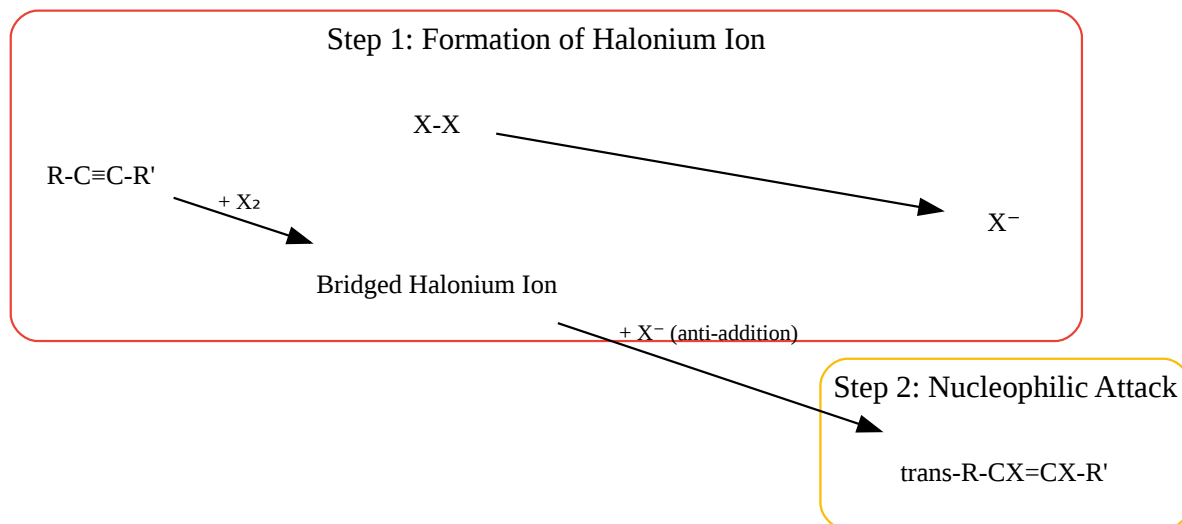 Step 1: Formation of Halonium Ion
X-X
R-C≡C-R'
+ X₂
X⁻
Bridged Halonium Ion
+ X⁻ (anti-addition)
Step 2: Nucleophilic Attack
trans-R-CX=CX-R'